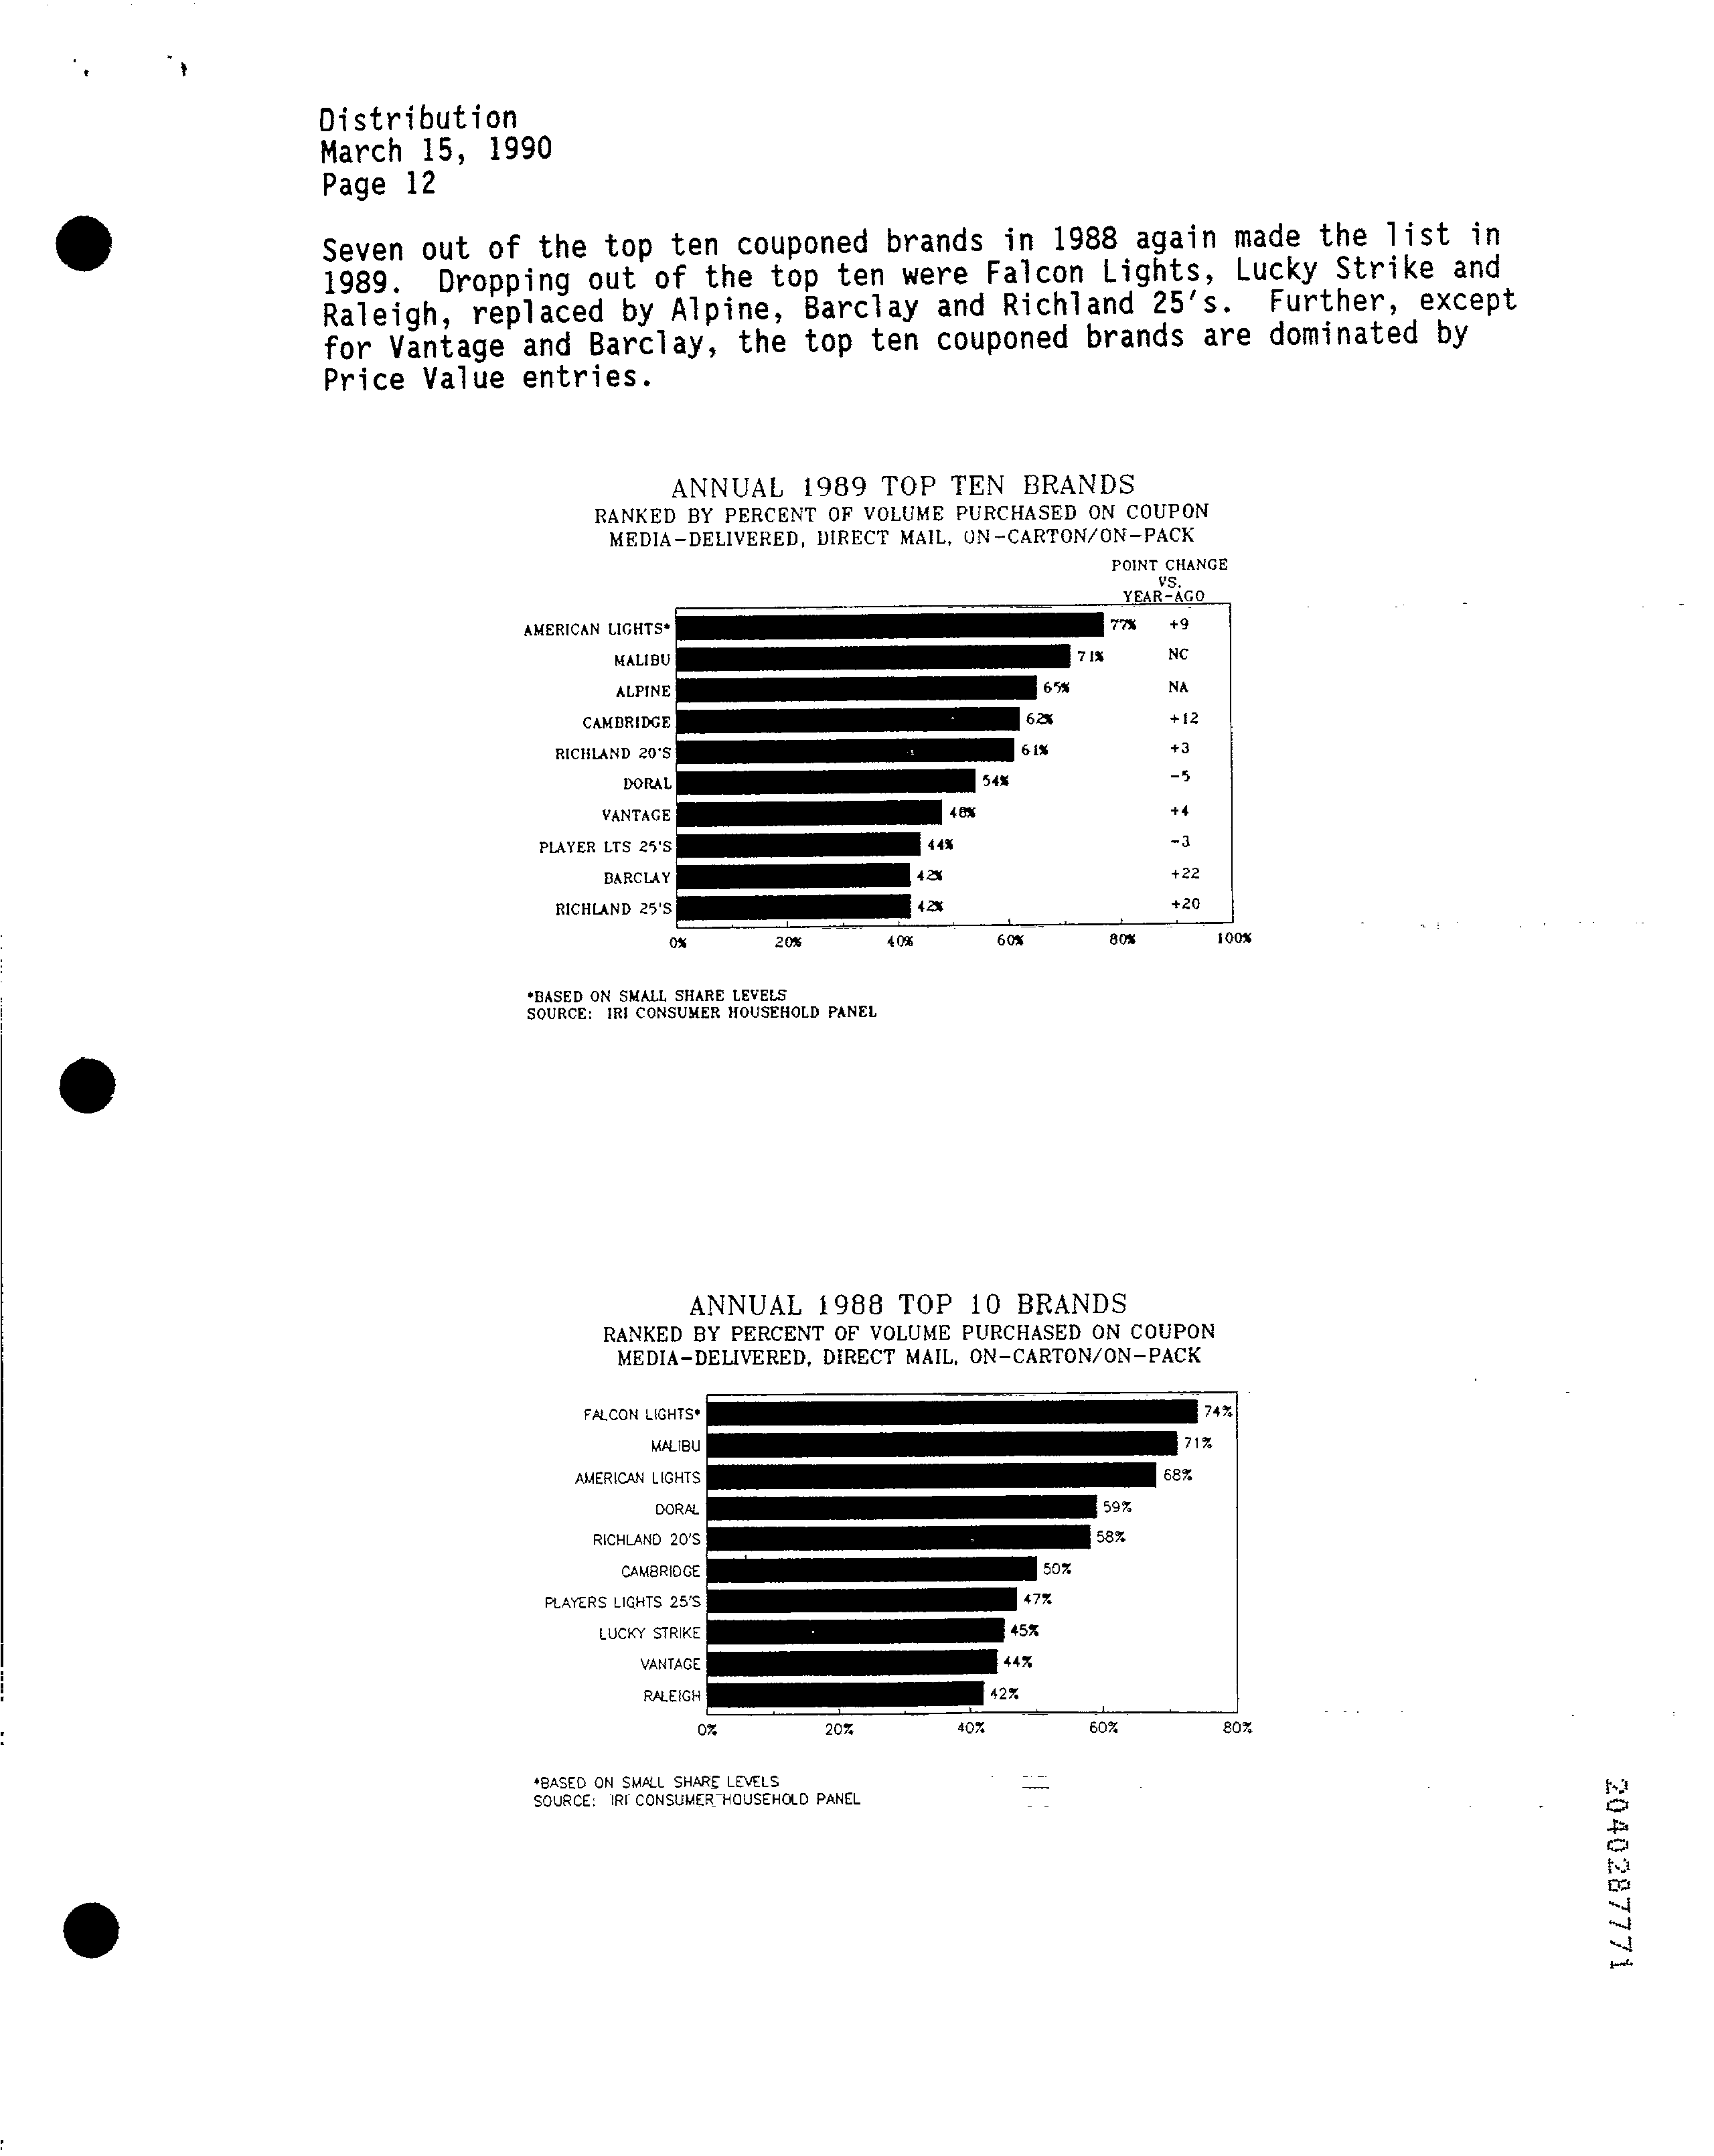 Distribution
March 15, 1990
Page 12
Seven out of the top ten couponed brands in 1988 again made the list in
1989.  Dropping out of the top ten were Falcon Lights, Lucky Strike and
Raleigh, replaced by Alpine, Barclay and Richland 25's.  Further, except
for Vantage and Barclay, the top ten couponed brands are dominated by
Price Value entries.
ANNUAL 1989 TOP TEN BRANDS
RANKED BY PERCENT OF VOLUME PURCHASED ON COUPON
MEDIA-DELIVERED, DIRECT MAIL, ON-CARTON/ON-PACK
POINT CHANGE
VS.
YEAR-AGO
AMERICAN LIGHTS* 77% +9
MALIBU 71% NC
ALPINE 65% NA
CAMBRIDGE 62% +12
RICHLAND 20'S 61% +3
DORAL 54% -5
VANTAGE 48% +4
PLAYER LTS 25'S 44% -3
BARCLAY 42% +22
RICHLAND 25'S 42% +20
0% 20% 40% 60% 80% 100%
*BASED ON SMALL SHARE LEVELS
SOURCE: IRI CONSUMER HOUSEHOLD PANEL
ANNUAL 1988 TOP 10 BRANDS
RANKED BY PERCENT OF VOLUME PURCHASED ON COUPON
MEDIA-DELIVERED, DIRECT MAIL, ON-CARTON/ON-PACK
FALCON LIGHTS* 74%
MALIBU 71%
AMERICAN LIGHTS 68%
DORAL 59%
RICHLAND 20'S 58%
CAMBRIDGE 50%
PLAYERS LIGHTS 25'S 47%
LUCKY STRIKE 45%
VANTAGE 44%
RALEIGH 42%
0% 20% 40% 60% 80%
*BASED ON SMALL SHARE LEVELS
SOURCE: IRI CONSUMER HOUSEHOLD PANEL
2040287771